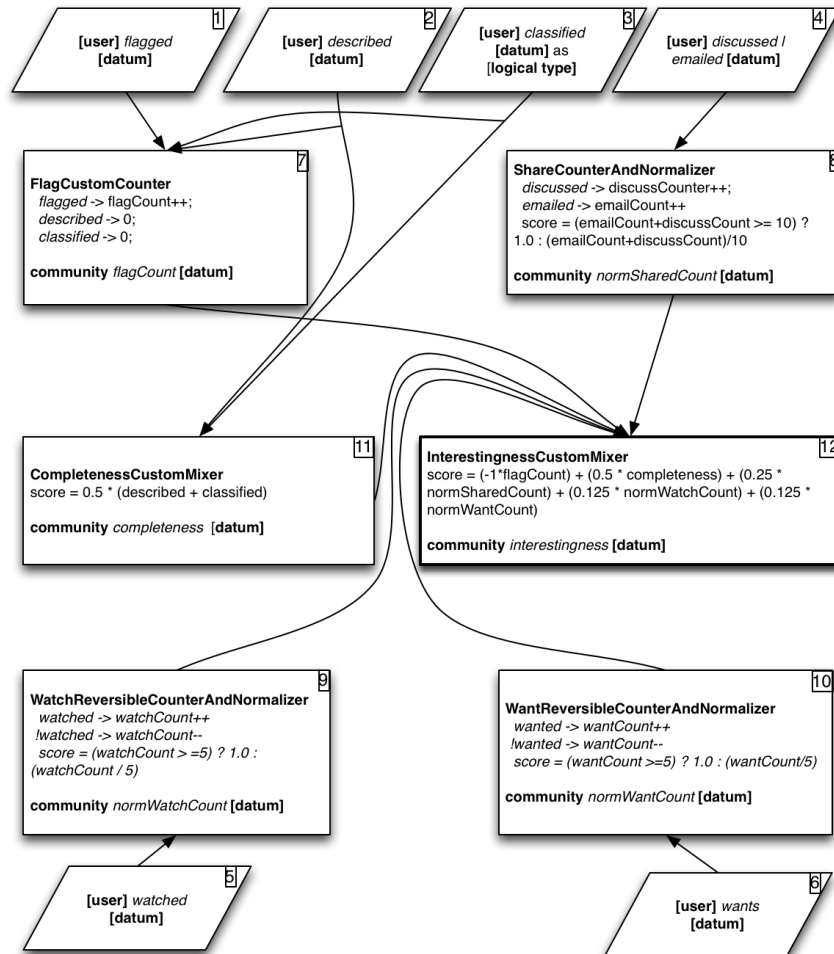 1
[user] flagged
[datum]
2
[user] described
[datum]
3
[user] classified
[datum] as
[logical type]
4
[user] discussed |
emailed [datum]
7
FlagCustomCounter
flagged -> flagCount++;
described -> 0;
classified -> 0;
community flagCount [datum]
ShareCounterAndNormalizer
discussed -> discussCounter++;
emailed -> emailCount++
score = (emailCount+discussCount >= 10) ?
1.0 : (emailCount+discussCount)/10
community normSharedCount [datum]
11
CompletenessCustomMixer
score = 0.5 * (described + classified)
community completeness [datum]
12
InterestingnessCustomMixer
score = (-1*flagCount) + (0.5 * completeness) + (0.25 *
normSharedCount) + (0.125 * normWatchCount) + (0.125 *
normWantCount)
community interestingness [datum]
9
WatchReversibleCounterAndNormalizer
watched -> watchCount++
!watched -> watchCount--
score = (watchCount > =5) ? 1.0 :
(watchCount / 5)
community normWatchCount [datum]
10
WantReversibleCounterAndNormalizer
wanted -> wantCount++
!wanted -> wantCount--
score = (wantCount >=5) ? 1.0 : (wantCount/5)
community normWantCount [datum]
5
[user] watched
[datum]
6
[user] wants
[datum]